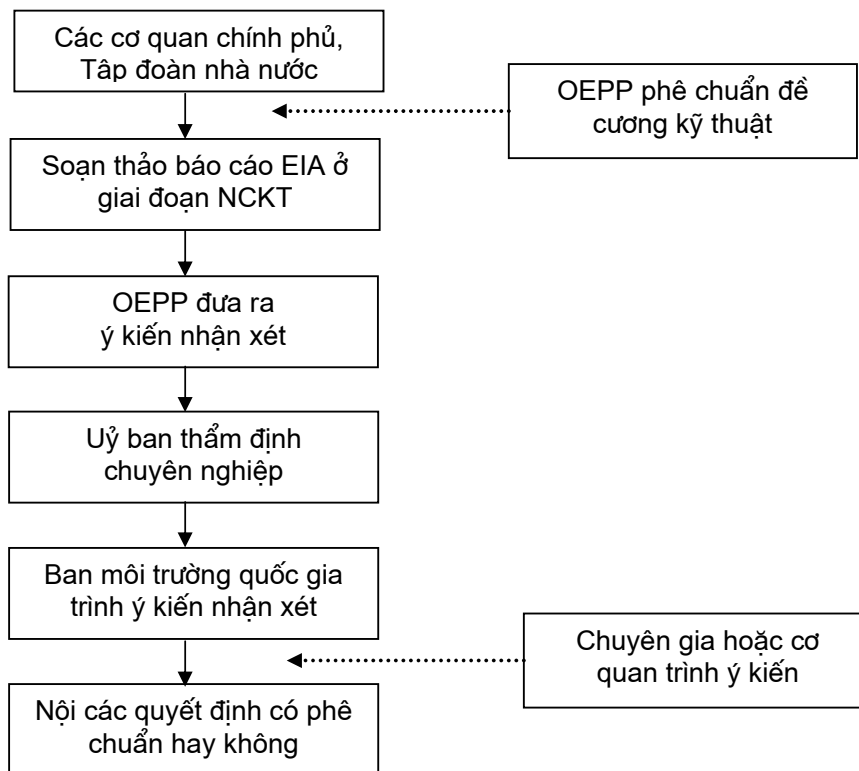 Các cơ quan chính phủ,
Tâp đoàn nhà nước
OEPP phê chuẩn đề
cương kỹ thuật
Soạn thảo báo cáo EIA ở
giai đoạn NCKT
OEPP đưa ra
ý kiến nhận xét
Uỷ ban thẩm định
chuyên nghiệp
Ban môi trường quốc gia
trình ý kiến nhận xét
Chuyên gia hoặc cơ
quan trình ý kiến
Nội các quyết định có phê
chuẩn hay không